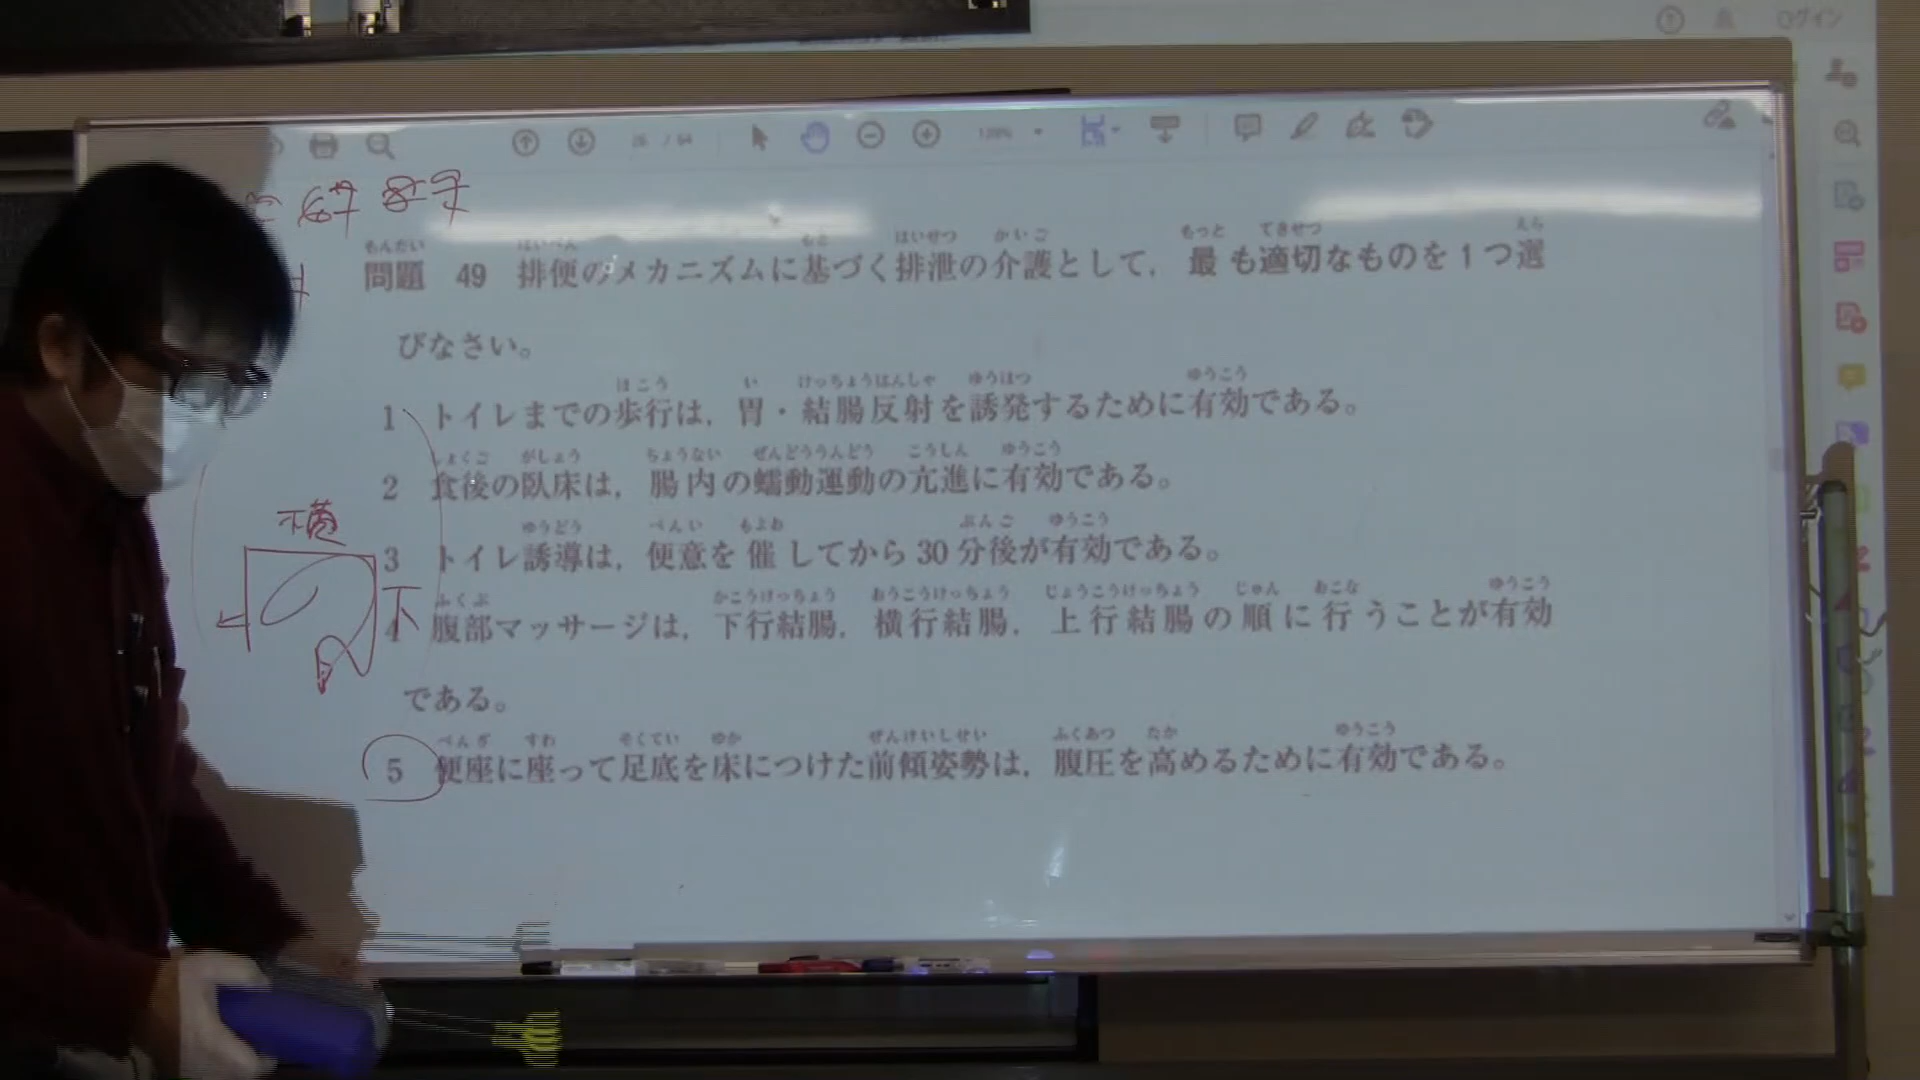 ログイン
26 / 64
120%
問題 49 排便のメカニズムに基づく排泄の介護として，最も適切なものを1つ選
びなさい。
1 トイレまでの歩行は，胃・結腸反射を誘発するために有効である。
2 食後の臥床は，腸内の蠕動運動の亢進に有効である。
3 トイレ誘導は，便意を催してから30分後が有効である。
4 腹部マッサージは，下行結腸，横行結腸，上行結腸の順に行うことが有効
である。
5 便座に座って足底を床につけた前傾姿勢は，腹圧を高めるために有効である。
横
下